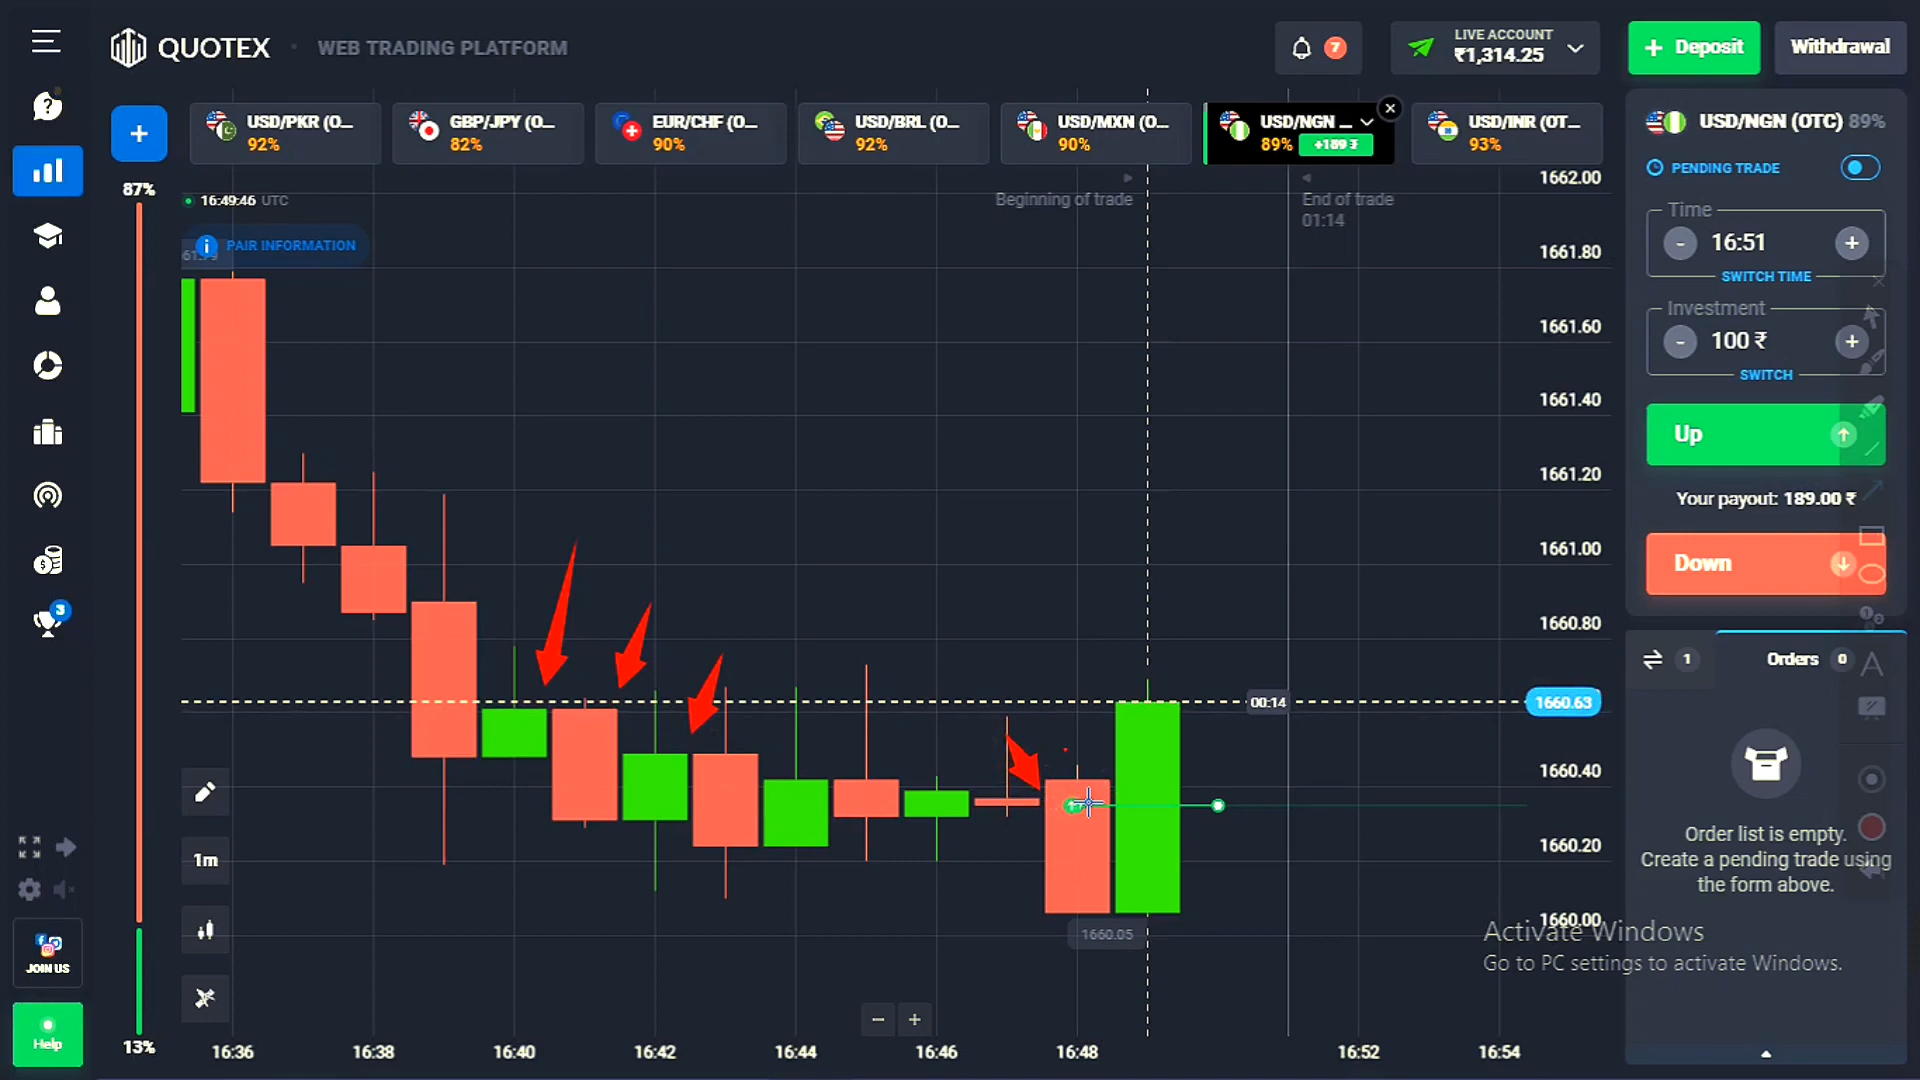 QUOTEX
WEB TRADING PLATFORM
7
LIVE ACCOUNT
₹1,314.25
+ Deposit
Withdrawal
+
USD/PKR (O...
92%
GBP/JPY (O...
82%
EUR/CHF (O...
90%
USD/BRL (O...
92%
USD/MXN (O...
90%
USD/NGN ...
89%
+189 ₹
USD/INR (OT...
93%
USD/NGN (OTC) 89%
PENDING TRADE
Time
- 16:51 +
SWITCH TIME
Investment
- 100 ₹ +
SWITCH
Up
Your payout: 189.00 ₹
Down
1
Orders 0
Order list is empty.
Create a pending trade using
the form above.
87%
16:49:46 UTC
PAIR INFORMATION
Beginning of trade
End of trade
01:14
1662.00
1661.80
1661.60
1661.40
1661.20
1661.00
1660.80
00:14
1660.63
1660.40
1660.20
1660.00
1660.05
1m
3
JOIN US
Help
13%
16:36
16:38
16:40
16:42
16:44
16:46
16:48
16:52
16:54
Activate Windows
Go to PC settings to activate Windows.